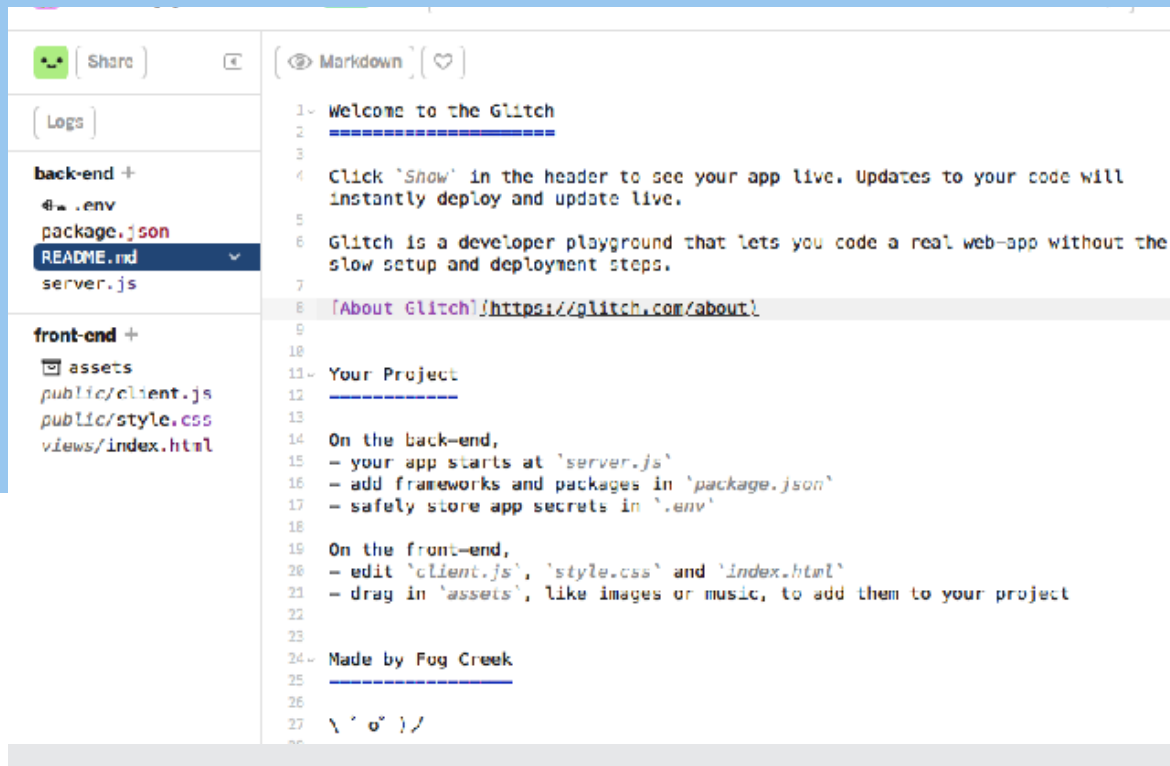 Share
Logs
back-end +
.env
package.json
README.md
server.js
front-end +
assets
public/client.js
public/style.css
views/index.html
Markdown
1 Welcome to the Glitch
2 =====================
3
4 Click `Show` in the header to see your app live. Updates to your code will
instantly deploy and update live.
5
6 Glitch is a developer playground that lets you code a real web-app without the
slow setup and deployment steps.
7
8 [About Glitch](https://glitch.com/about)
9
10
11 Your Project
12 ============
13
14 On the back-end,
15 - your app starts at `server.js`
16 - add frameworks and packages in `package.json`
17 - safely store app secrets in `.env`
18
19 On the front-end,
20 - edit `client.js`, `style.css` and `index.html`
21 - drag in `assets`, like images or music, to add them to your project
22
23
24 Made by Fog Creek
25 =================
26
27 \ ゜o゜)ノ